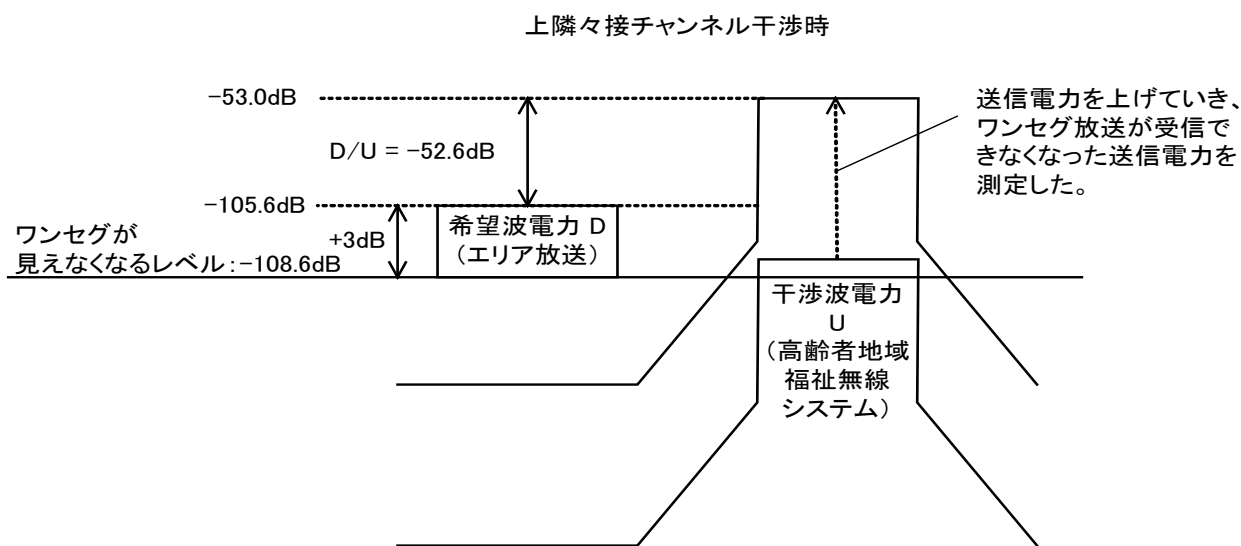 上隣々接チャンネル干渉時
-53.0dB
送信電力を上げていき、
ワンセグ放送が受信で
きなくなった送信電力を
測定した。
D/U = -52.6dB
-105.6dB
希望波電力 D
(エリア放送)
+3dB
ワンセグが
見えなくなるレベル:-108.6dB
干渉波電力
U
(高齢者地域
福祉無線
システム)